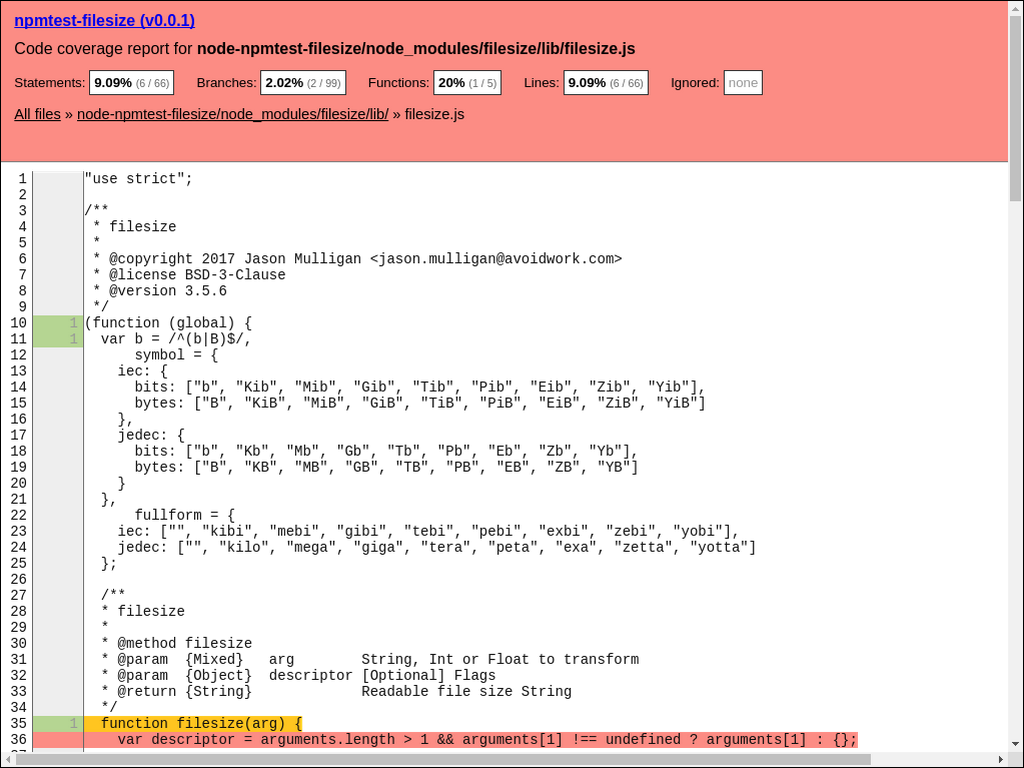 npmtest-filesize (v0.0.1)
Code coverage report for node-npmtest-filesize/node_modules/filesize/lib/filesize.js
Statements: 9.09% (6 / 66) Branches: 2.02% (2 / 99) Functions: 20% (1 / 5) Lines: 9.09% (6 / 66) Ignored: none
All files » node-npmtest-filesize/node_modules/filesize/lib/ » filesize.js
1 "use strict";
2
3 /**
4  * filesize
5  *
6  * @copyright 2017 Jason Mulligan <jason.mulligan@avoidwork.com>
7  * @license BSD-3-Clause
8  * @version 3.5.6
9  */
10 1 (function (global) {
11 1   var b = /^(b|B)$/,
12       symbol = {
13     iec: {
14       bits: ["b", "Kib", "Mib", "Gib", "Tib", "Pib", "Eib", "Zib", "Yib"],
15       bytes: ["B", "KiB", "MiB", "GiB", "TiB", "PiB", "EiB", "ZiB", "YiB"]
16     },
17     jedec: {
18       bits: ["b", "Kb", "Mb", "Gb", "Tb", "Pb", "Eb", "Zb", "Yb"],
19       bytes: ["B", "KB", "MB", "GB", "TB", "PB", "EB", "ZB", "YB"]
20     }
21   },
22       fullform = {
23     iec: ["", "kibi", "mebi", "gibi", "tebi", "pebi", "exbi", "zebi", "yobi"],
24     jedec: ["", "kilo", "mega", "giga", "tera", "peta", "exa", "zetta", "yotta"]
25   };
26
27   /**
28   * filesize
29   *
30   * @method filesize
31   * @param  {Mixed}   arg        String, Int or Float to transform
32   * @param  {Object}  descriptor [Optional] Flags
33   * @return {String}             Readable file size String
34   */
35 1   function filesize(arg) {
36     var descriptor = arguments.length > 1 && arguments[1] !== undefined ? arguments[1] : {};